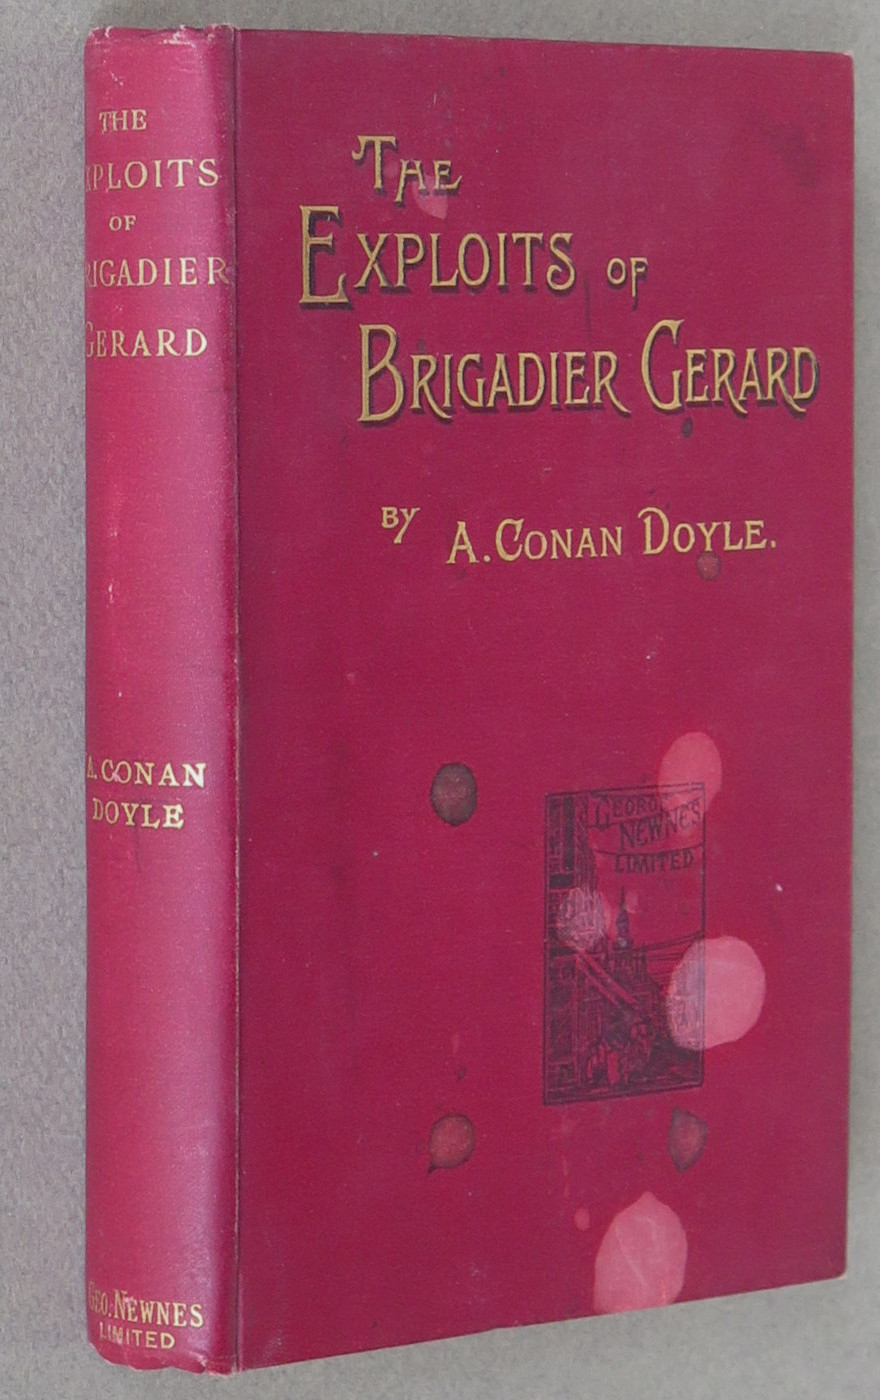 THE
EXPLOITS
OF
BRIGADIER
GERARD
A. CONAN
DOYLE
GEO. NEWNES
LIMITED
THE
EXPLOITS OF
BRIGADIER GERARD
BY A. CONAN DOYLE.
GEORGE
NEWNES
LIMITED